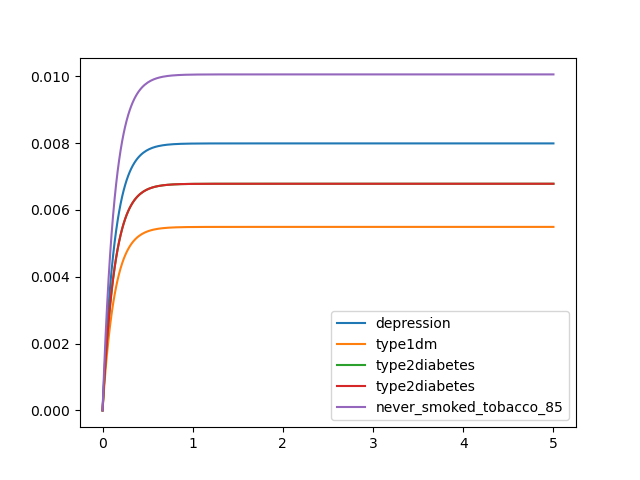 0.010
0.008
0.006
0.004
0.002
0.000
0 1 2 3 4 5
depression
type1dm
type2diabetes
type2diabetes
never_smoked_tobacco_85